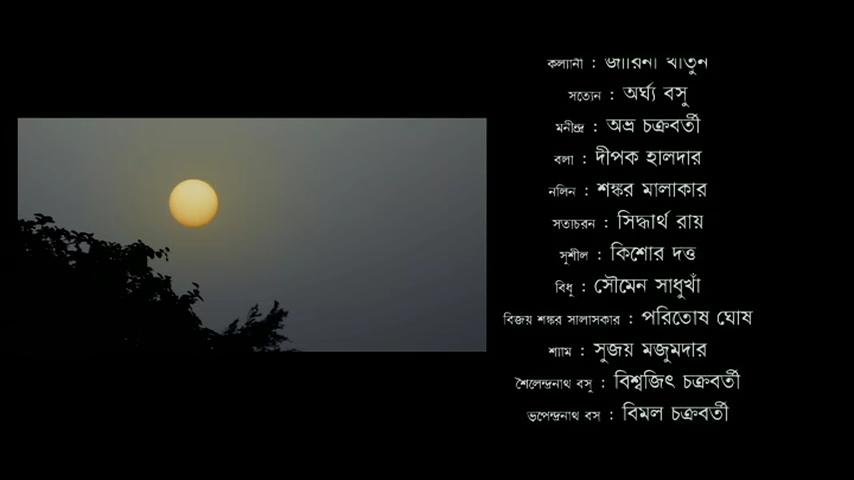 কল্যানী : জারিনা খাতুন
সত্যেন : অর্ঘ্য বসু
মনীন্দ্র : অভ্র চক্রবর্তী
বলা : দীপক হালদার
নলিন : শঙ্কর মালাকার
সত্যচরন : সিদ্ধার্থ রায়
সুশীল : কিশোর দত্ত
বিধু : সৌমেন সাধুখাঁ
বিজয় শঙ্কর সালাসকার : পরিতোষ ঘোষ
শ্যাম : সুজয় মজুমদার
শৈলেন্দ্রনাথ বসু : বিশ্বজিৎ চক্রবর্তী
ভূপেন্দ্রনাথ বসু : বিমল চক্রবর্তী